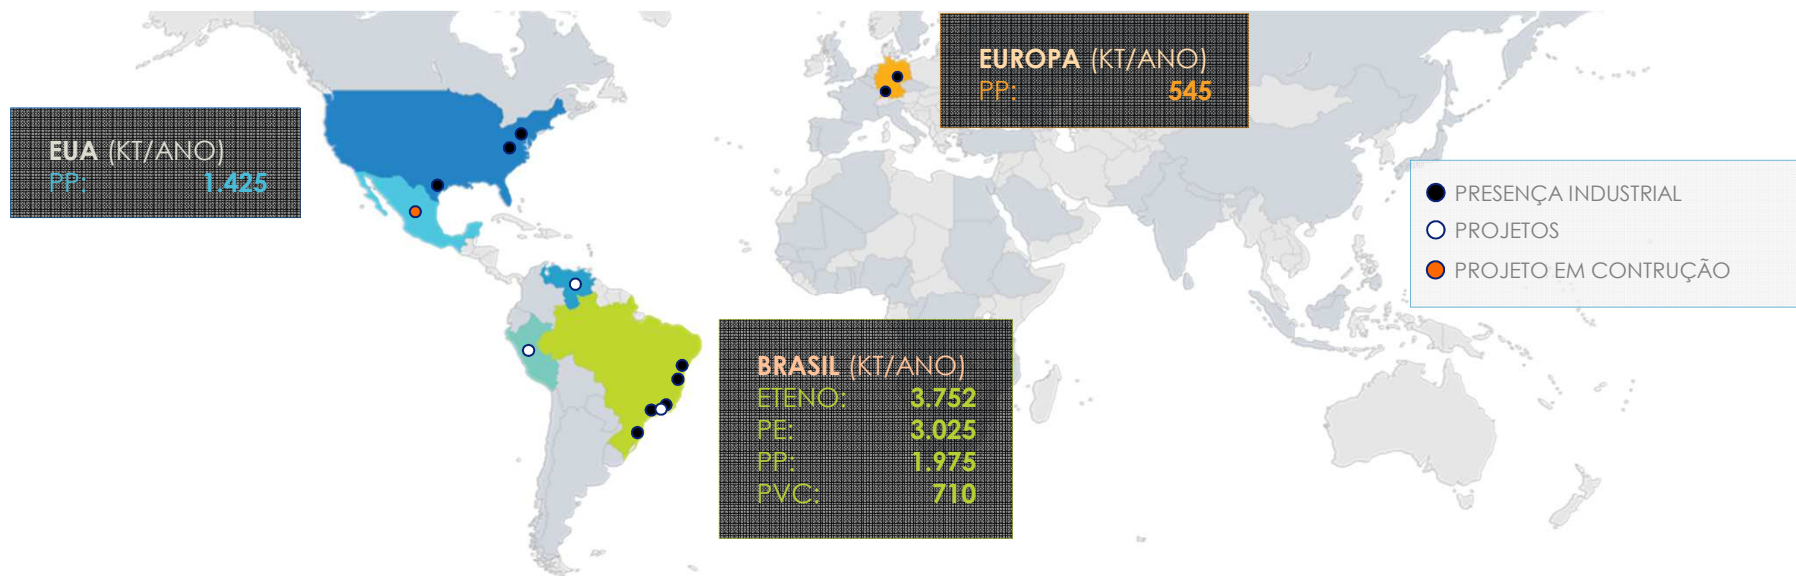 EUROPA (KT/ANO)
PP: 545
EUA (KT/ANO)
PP: 1.425
PRESENÇA INDUSTRIAL
PROJETOS
PROJETO EM CONTRUÇÃO
BRASIL (KT/ANO)
ETENO: 3.752
PE: 3.025
PP: 1.975
PVC: 710